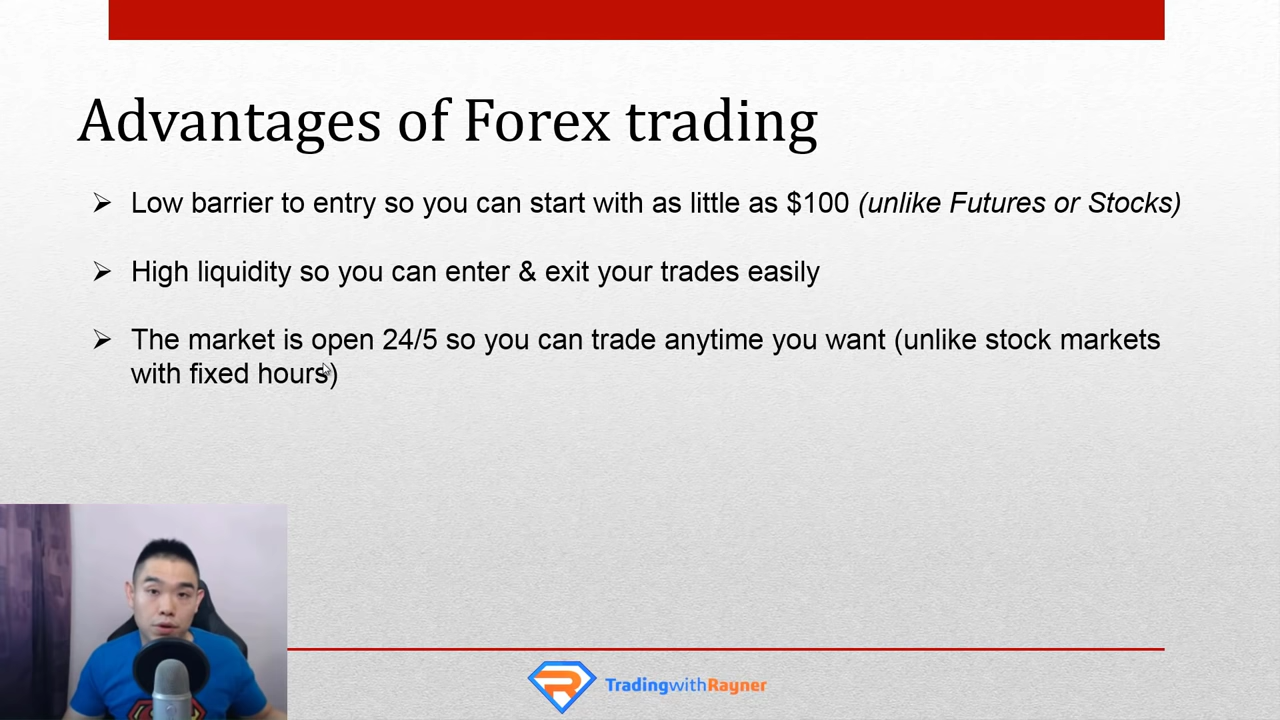 Advantages of Forex trading
Low barrier to entry so you can start with as little as $100 (unlike Futures or Stocks)
High liquidity so you can enter & exit your trades easily
The market is open 24/5 so you can trade anytime you want (unlike stock markets
with fixed hours)
TradingwithRayner